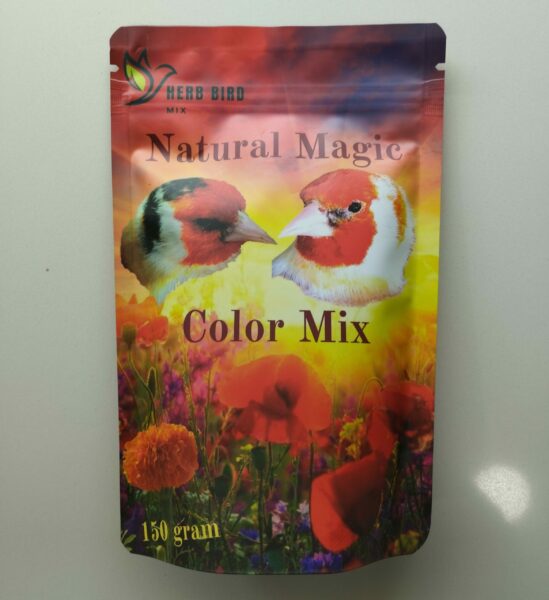 HERB BIRD
MIX
Natural Magic
Color Mix
150 gram